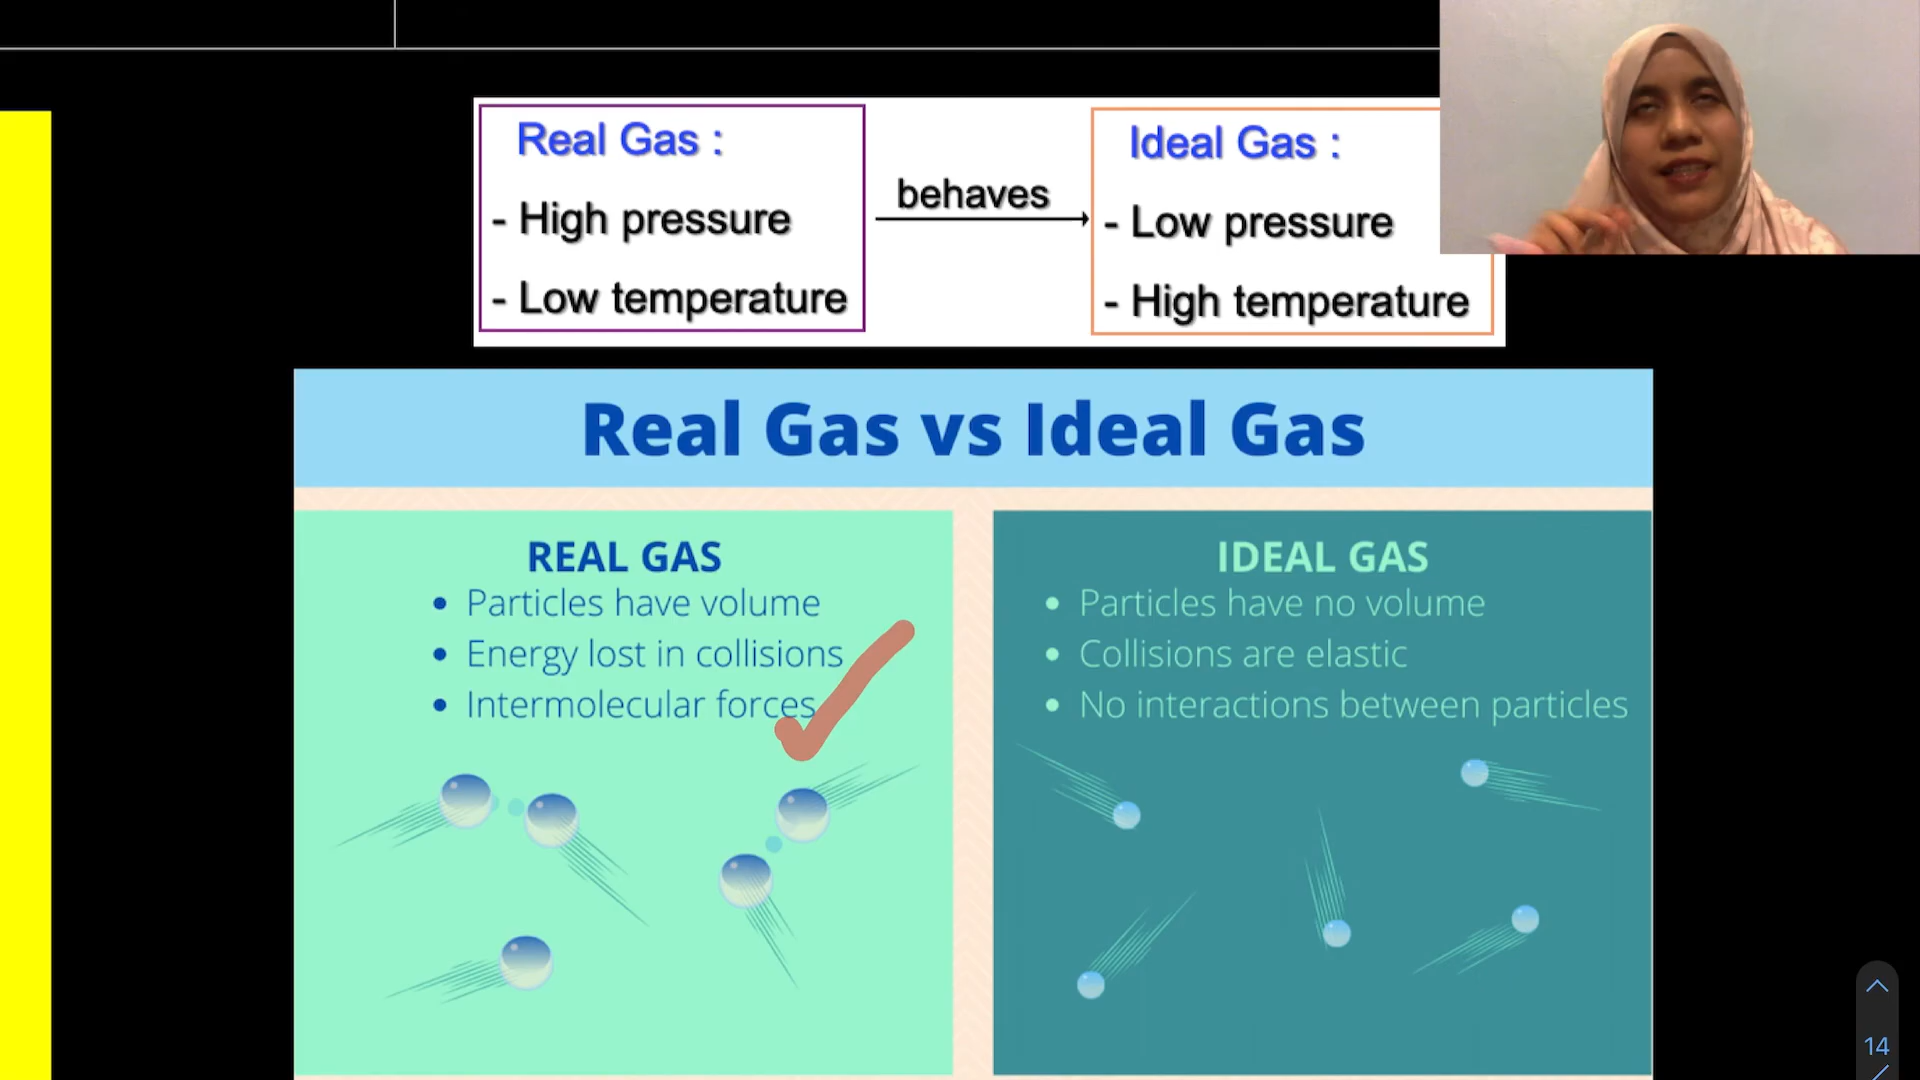 Real Gas :
- High pressure
- Low temperature
behaves
Ideal Gas :
- Low pressure
- High temperature
Real Gas vs Ideal Gas
REAL GAS
• Particles have volume
• Energy lost in collisions
• Intermolecular forces
IDEAL GAS
• Particles have no volume
• Collisions are elastic
• No interactions between particles
14